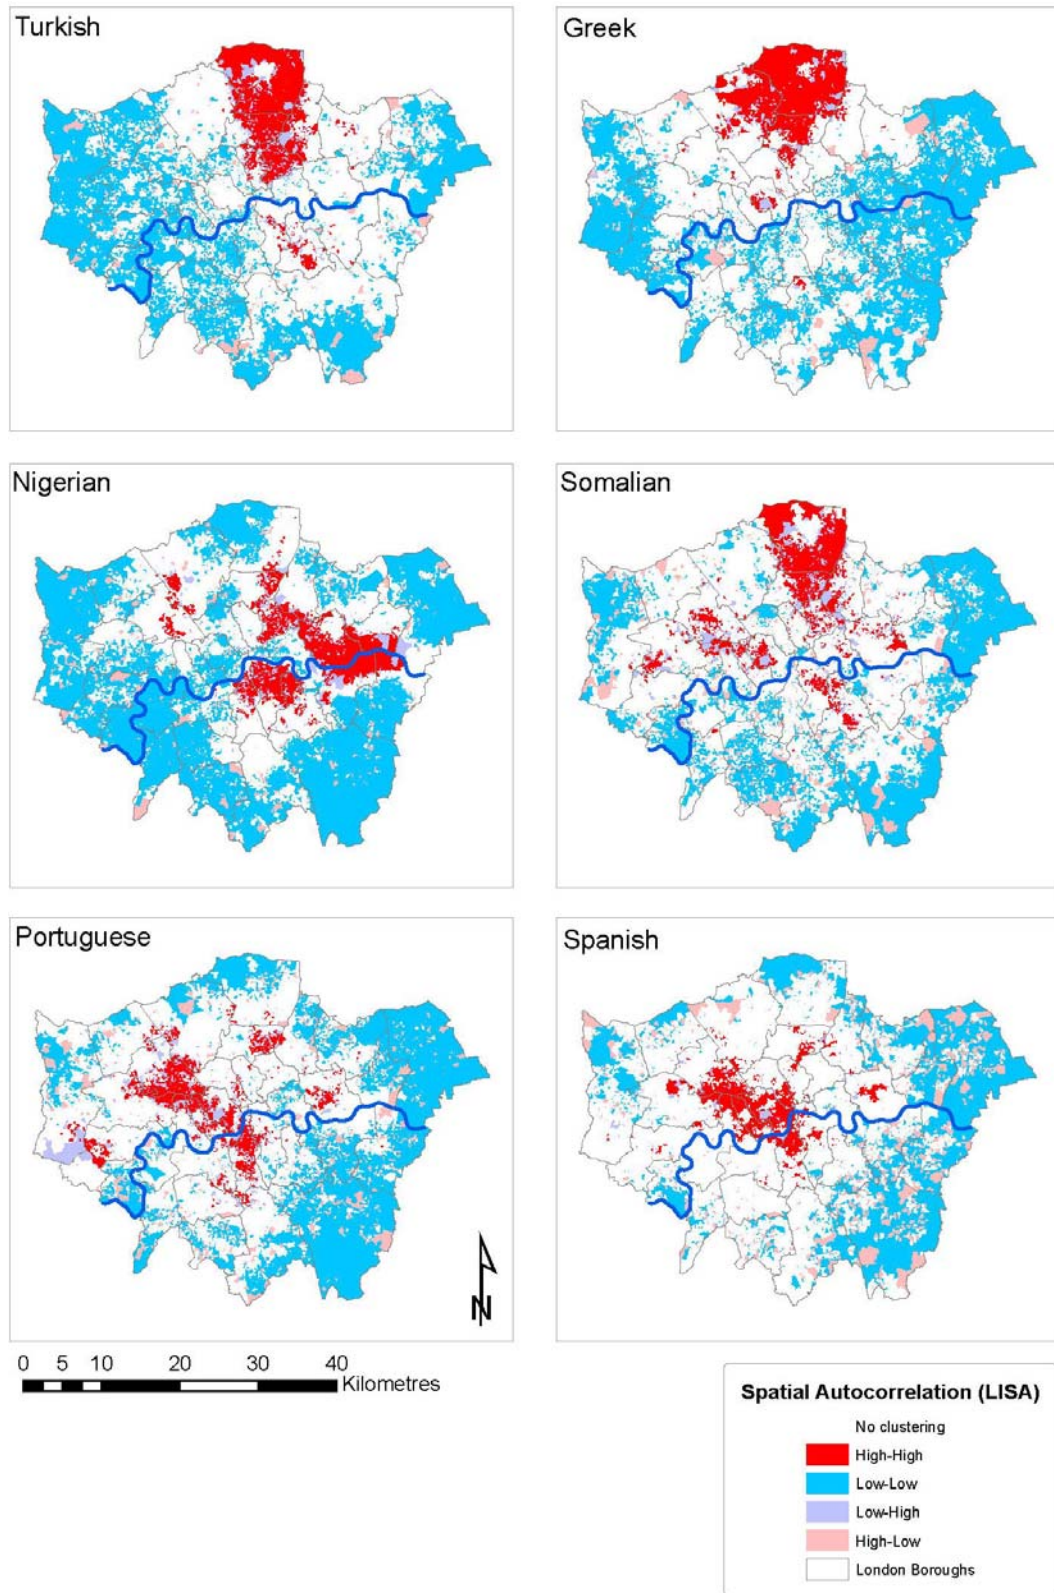 Turkish
Greek
Nigerian
Somalian
Portuguese
Spanish
N
0 5 10 20 30 40
Kilometres
Spatial Autocorrelation (LISA)
No clustering
High-High
Low-Low
Low-High
High-Low
London Boroughs